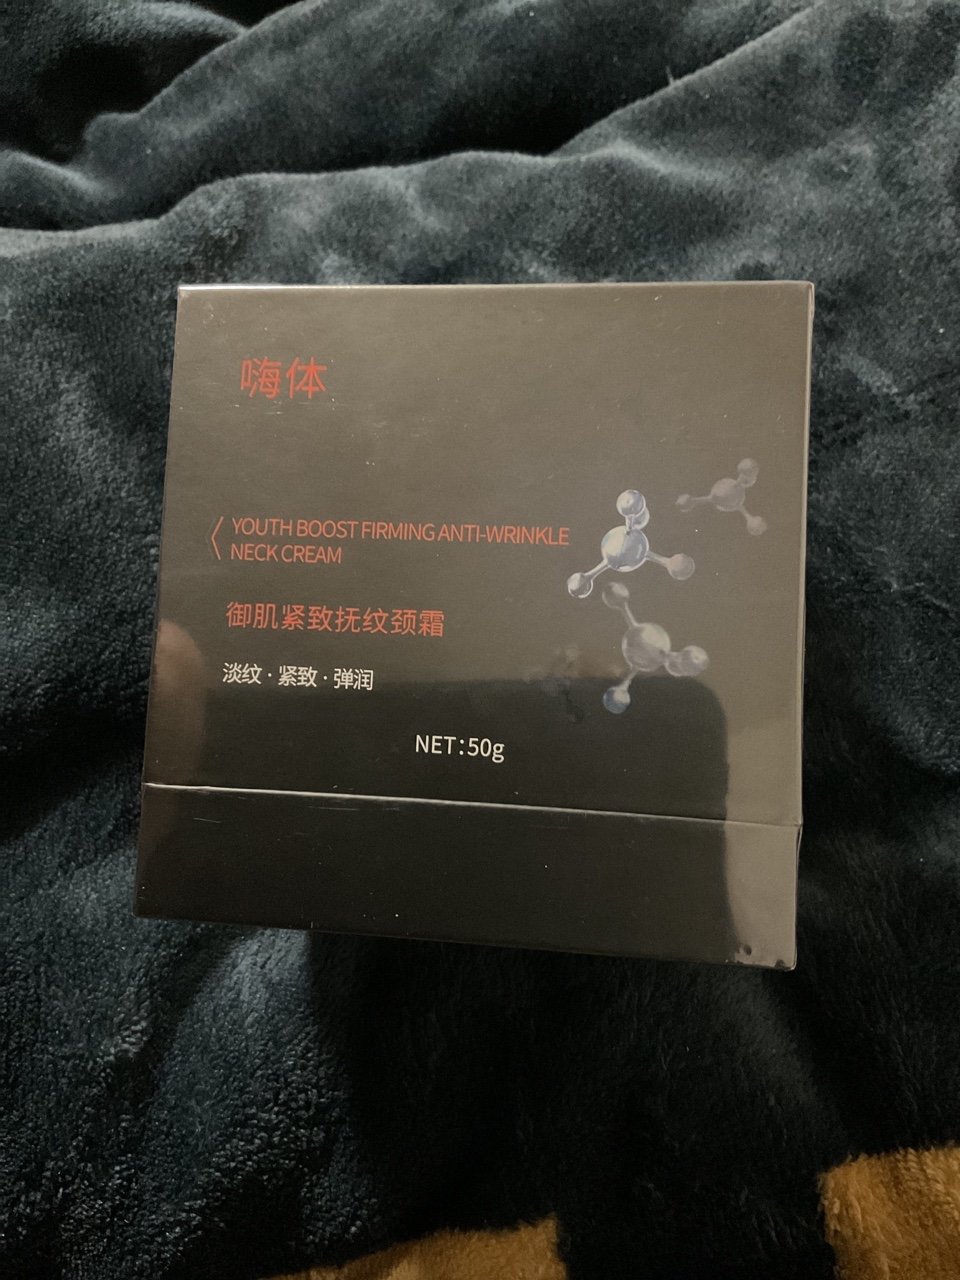 嗨体
YOUTH BOOST FIRMING ANTI-WRINKLE
NECK CREAM
御肌紧致抚纹颈霜
淡纹·紧致·弹润
NET:50g